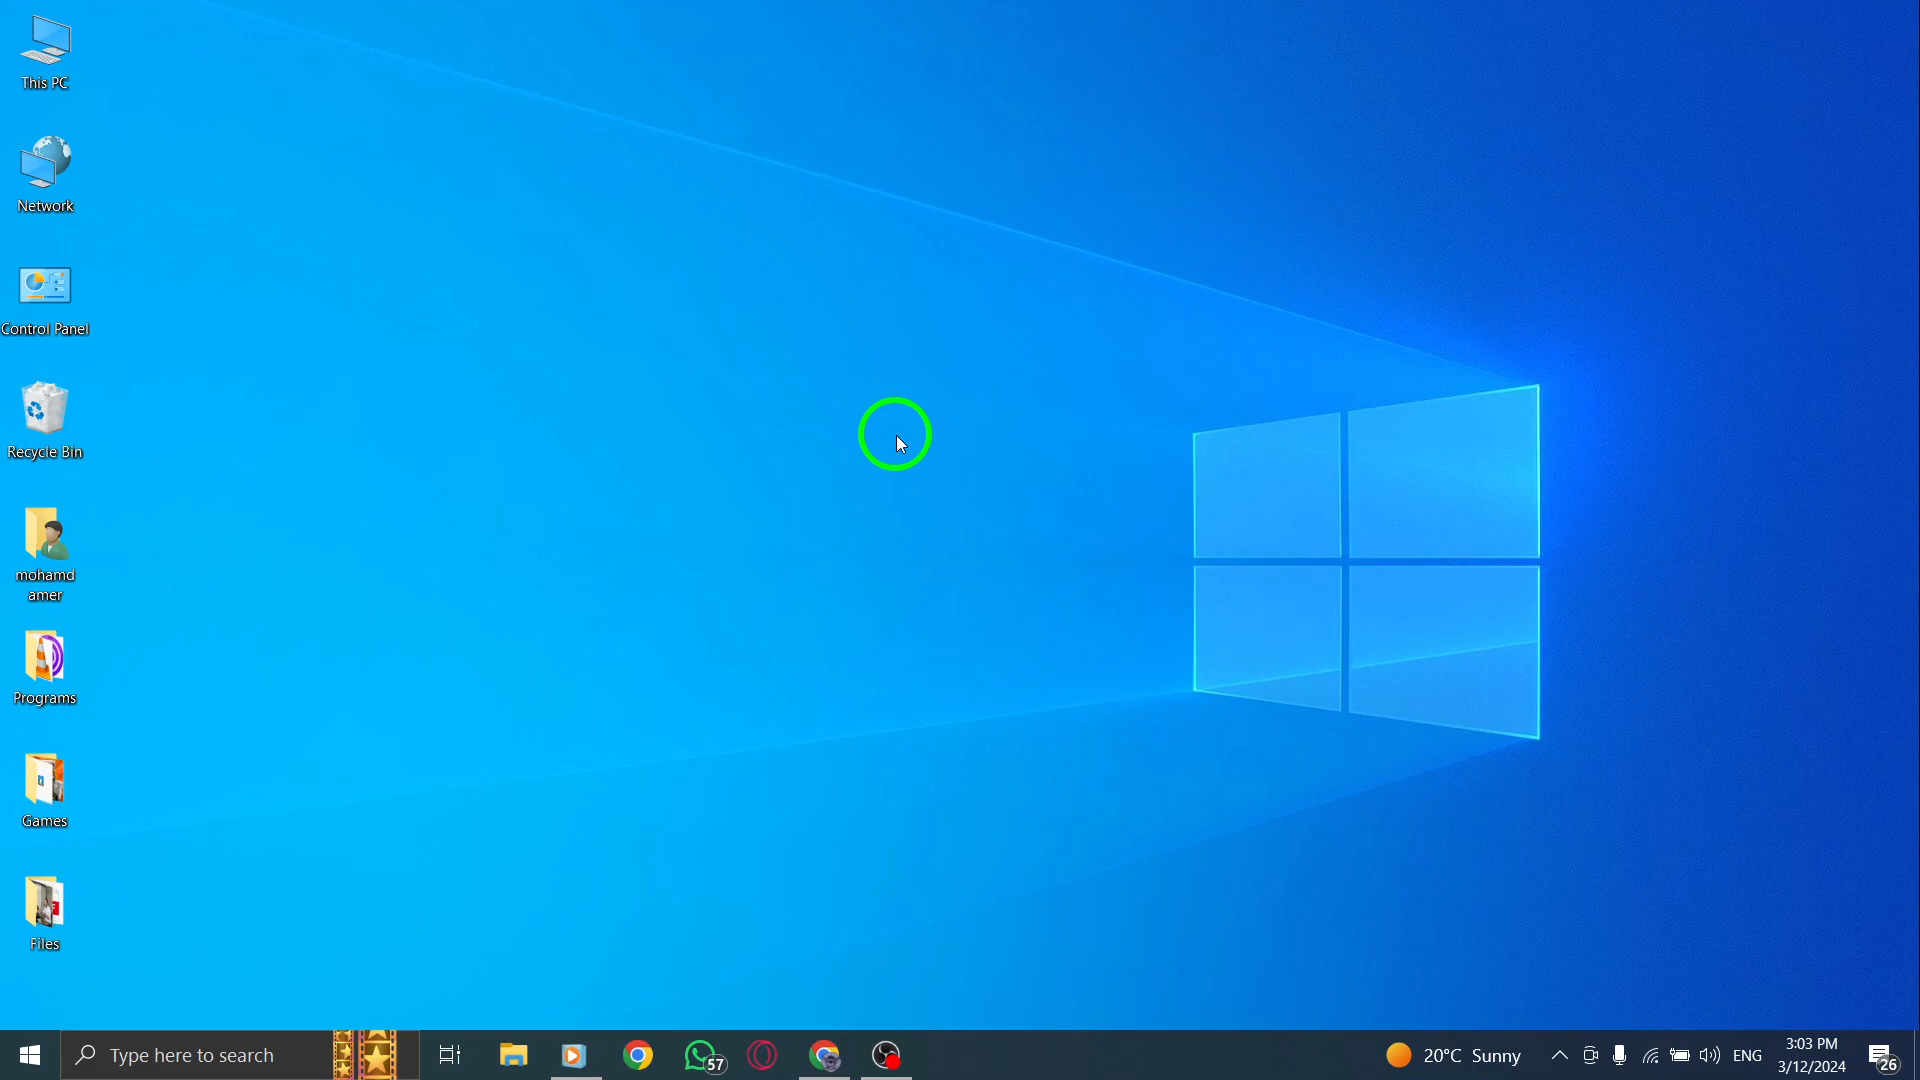 This PC
Network
Control Panel
Recycle Bin
mohamd
amer
Programs
Games
Files
Type here to search
57
20°C Sunny
ENG
3:03 PM
3/12/2024
26